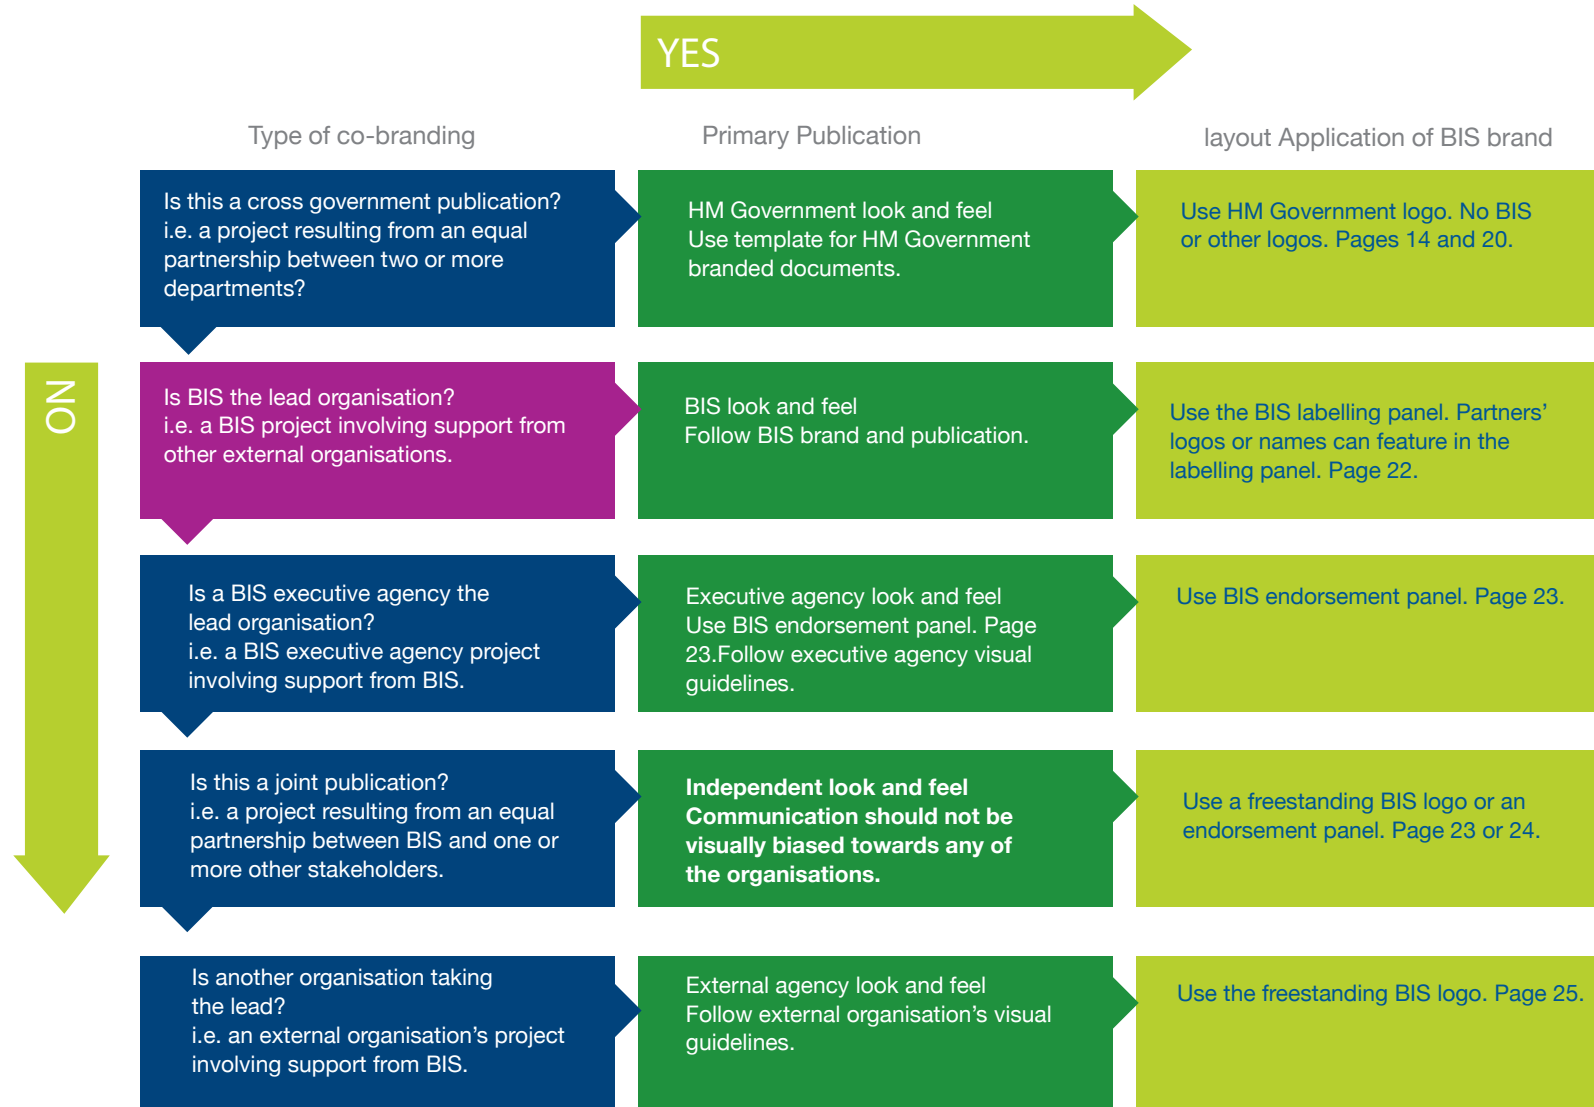 YES
Type of co-branding
Primary Publication
layout Application of BIS brand
Is this a cross government publication?
i.e. a project resulting from an equal
partnership between two or more
departments?
HM Government look and feel
Use template for HM Government
branded documents.
Use HM Government logo. No BIS
or other logos. Pages 14 and 20.
NO
Is BIS the lead organisation?
i.e. a BIS project involving support from
other external organisations.
BIS look and feel
Follow BIS brand and publication.
Use the BIS labelling panel. Partners’
logos or names can feature in the
labelling panel. Page 22.
Is a BIS executive agency the
lead organisation?
i.e. a BIS executive agency project
involving support from BIS.
Executive agency look and feel
Use BIS endorsement panel. Page
23.Follow executive agency visual
guidelines.
Use BIS endorsement panel. Page 23.
Is this a joint publication?
i.e. a project resulting from an equal
partnership between BIS and one or
more other stakeholders.
Independent look and feel
Communication should not be
visually biased towards any of
the organisations.
Use a freestanding BIS logo or an
endorsement panel. Page 23 or 24.
Is another organisation taking
the lead?
i.e. an external organisation’s project
involving support from BIS.
External agency look and feel
Follow external organisation’s visual
guidelines.
Use the freestanding BIS logo. Page 25.